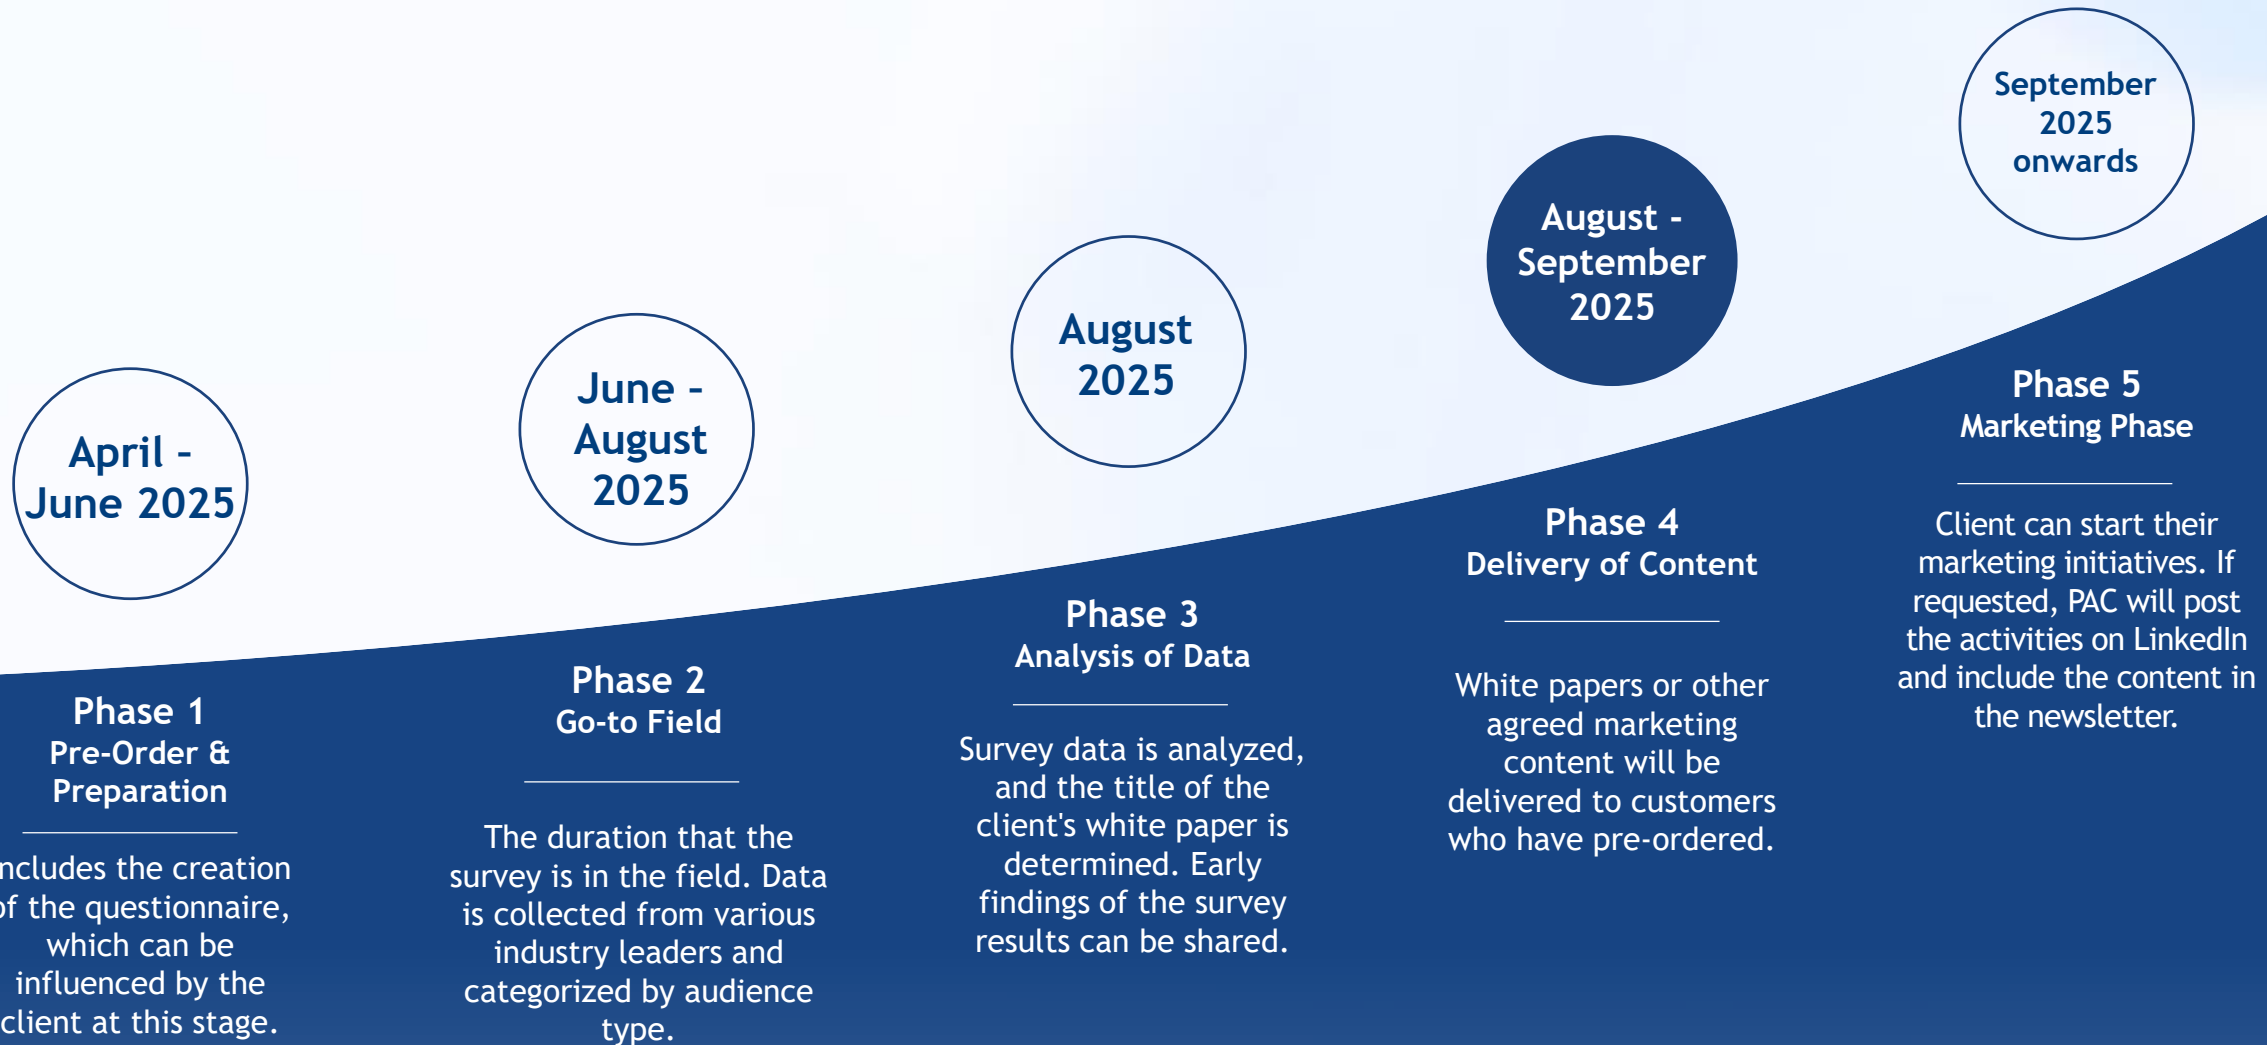 April –
June 2025
Phase 1
Pre-Order &
Preparation
ncludes the creation
of the questionnaire,
which can be
influenced by the
client at this stage.
June –
August
2025
Phase 2
Go-to Field
The duration that the
survey is in the field. Data
is collected from various
industry leaders and
categorized by audience
type.
August
2025
Phase 3
Analysis of Data
Survey data is analyzed,
and the title of the
client's white paper is
determined. Early
findings of the survey
results can be shared.
August -
September
2025
Phase 4
Delivery of Content
White papers or other
agreed marketing
content will be
delivered to customers
who have pre-ordered.
September
2025
onwards
Phase 5
Marketing Phase
Client can start their
marketing initiatives. If
requested, PAC will post
the activities on LinkedIn
and include the content in
the newsletter.